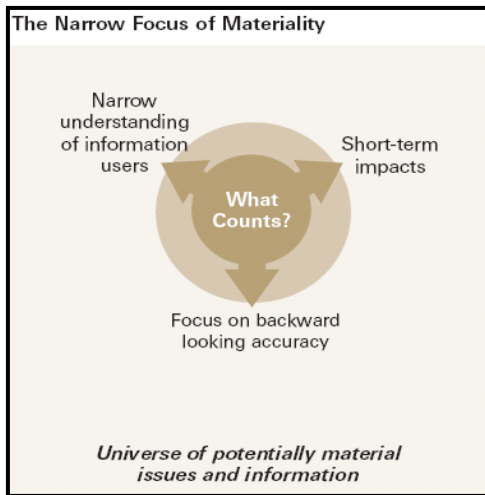 The Narrow Focus of Materiality
Narrow
understanding
of information
users
Short-term
impacts
What
Counts?
Focus on backward
looking accuracy
Universe of potentially material
issues and information